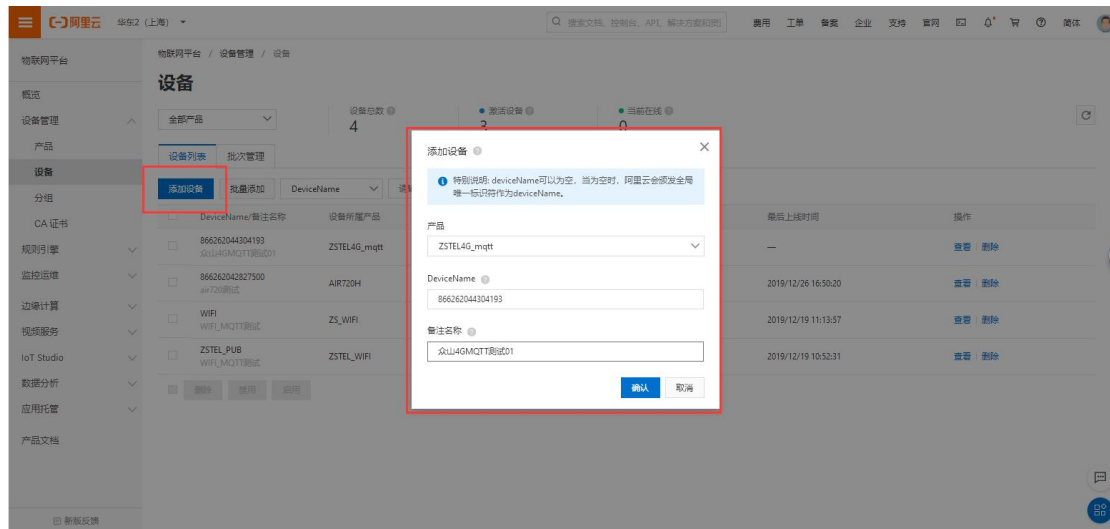 阿里云
华东2（上海）
搜索文档、控制台、API、解决方案和资
费用 工单 备案 企业 支持 官网 简体
物联网平台
概览
设备管理
产品
设备
分组
CA 证书
规则引擎
监控运维
边缘计算
视频服务
IoT Studio
数据分析
应用托管
产品文档
新版反馈
物联网平台 / 设备管理 / 设备
设备
全部产品
设备总数
4
激活设备
3
当前在线
0
设备列表 批次管理
添加设备 批量添加 DeviceName
DeviceName/备注名称 设备所属产品 最后上线时间 操作
866262044304193 ZSTEL4G_mqtt — 查看 删除
众山4GMQTT测试01
866262042827500 AIR720H 2019/12/26 16:50:20 查看 删除
air720测试
WIFI ZS_WIFI 2019/12/19 11:13:57 查看 删除
WIFI_MQTT测试
ZSTEL_PUB ZSTEL_WIFI 2019/12/19 10:52:31 查看 删除
WIFI_MQTT测试
删除 禁用 启用
添加设备
特别说明: deviceName可以为空，当为空时，阿里云会颁发全局
唯一标识符作为deviceName。
产品
ZSTEL4G_mqtt
DeviceName
866262044304193
备注名称
众山4GMQTT测试01
确认 取消